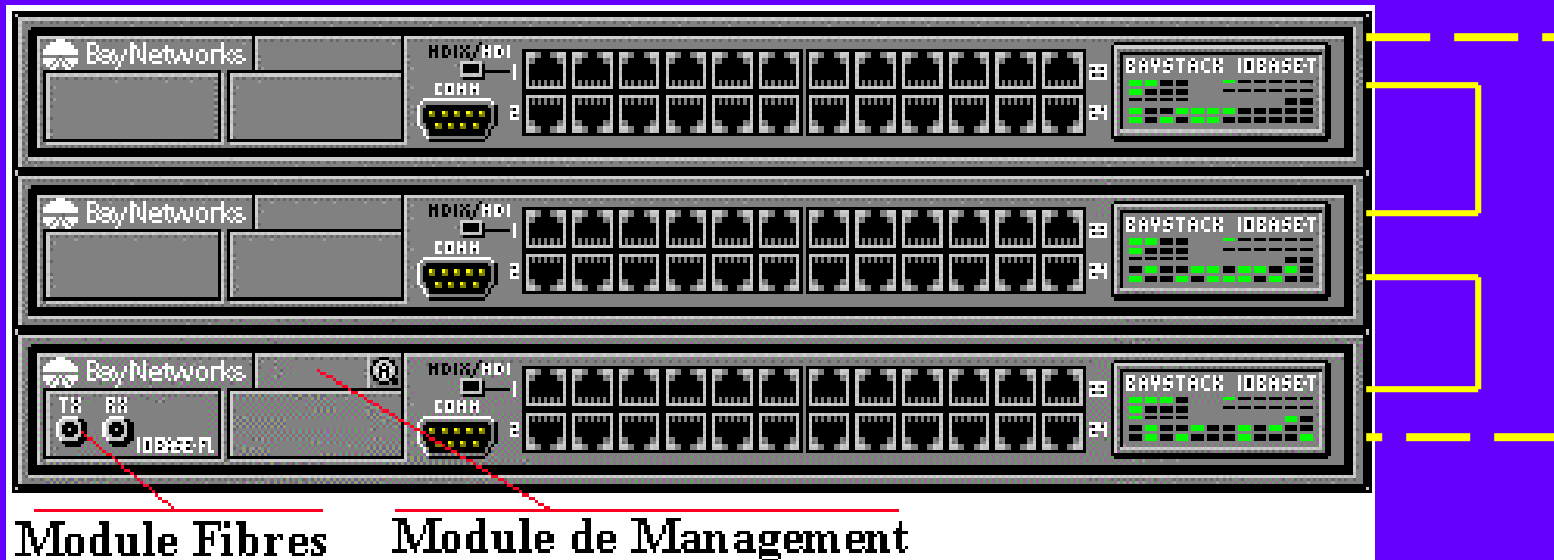 BayNetworks
MDIX/MDI
1
COMM
2
23
24
BAYSTACK 10BASE-T
BayNetworks
MDIX/MDI
1
COMM
2
23
24
BAYSTACK 10BASE-T
BayNetworks
A
MDIX/MDI
1
COMM
2
23
24
BAYSTACK 10BASE-T
TX RX
10BASE-FL
Module Fibres
Module de Management